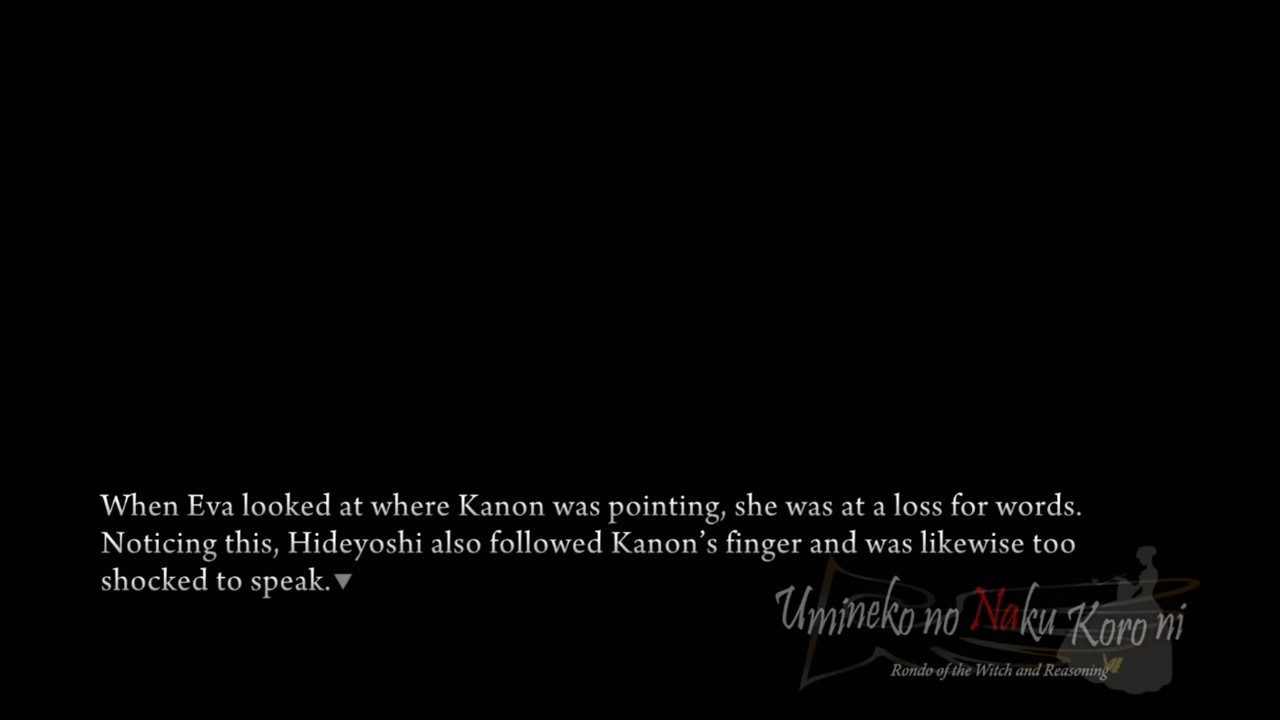 When Eva looked at where Kanon was pointing, she was at a loss for words.
Noticing this, Hideyoshi also followed Kanon’s finger and was likewise too
shocked to speak.
Umineko no Naku Koro ni
Rondo of the Witch and Reasoning